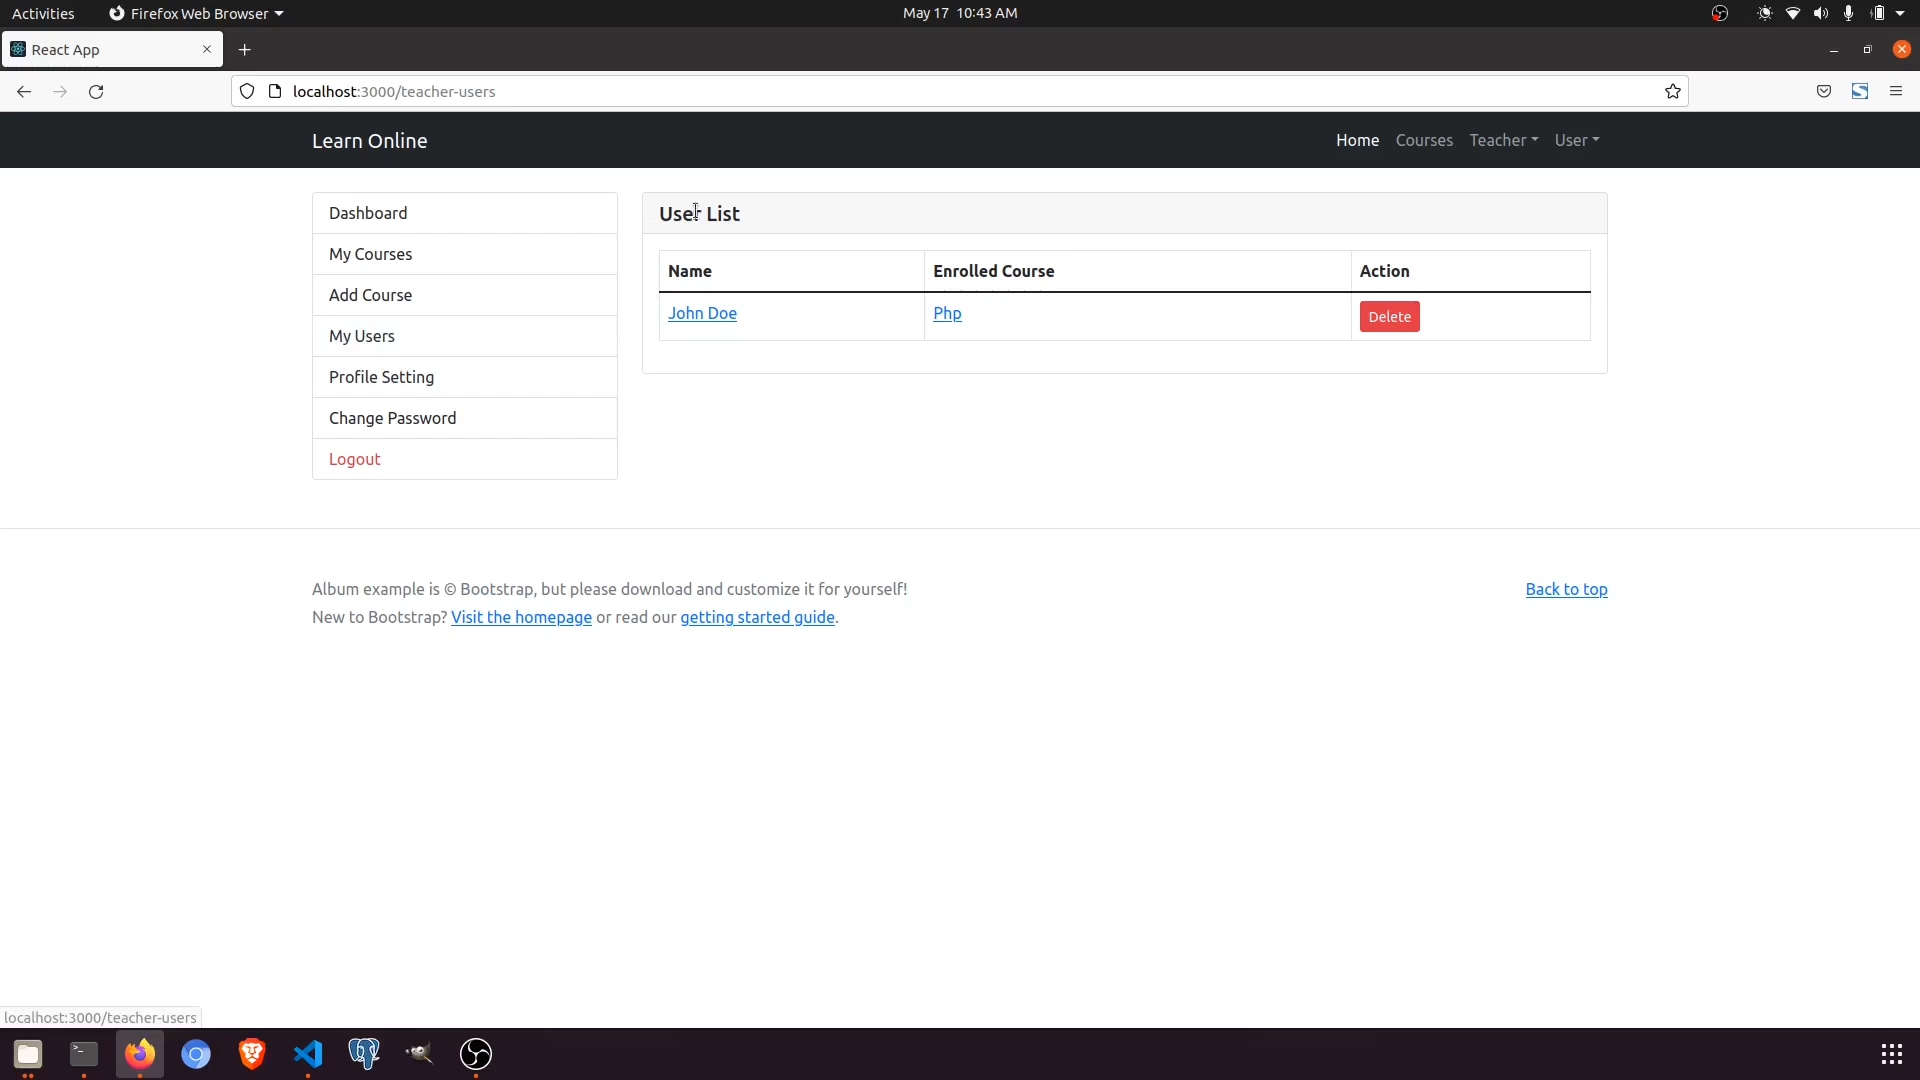 Activities Firefox Web Browser May 17 10:43 AM
React App
localhost:3000/teacher-users
Learn Online Home Courses Teacher User
Dashboard
My Courses
Add Course
My Users
Profile Setting
Change Password
Logout
User List
Name Enrolled Course Action
John Doe Php Delete
Album example is © Bootstrap, but please download and customize it for yourself! Back to top
New to Bootstrap? Visit the homepage or read our getting started guide.
localhost:3000/teacher-users